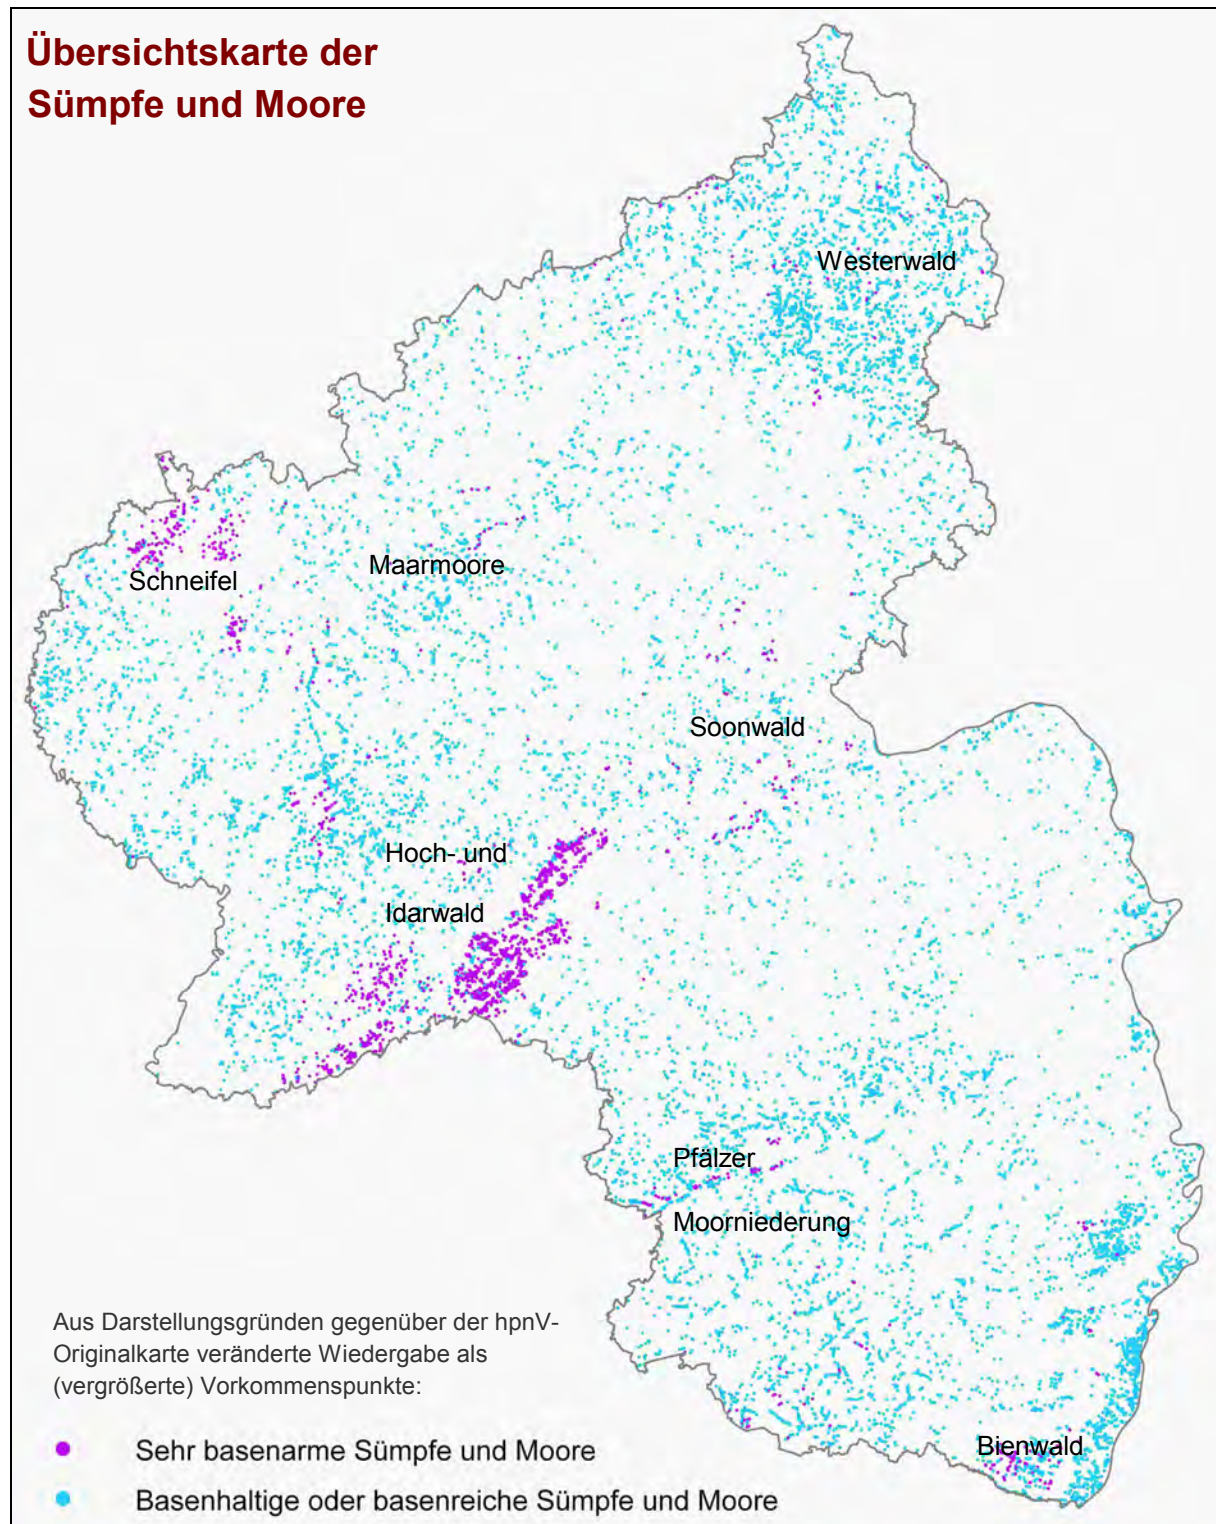 Übersichtskarte der
Sümpfe und Moore
Westerwald
Maarmoore
Schneifel
Soonwald
Hoch- und
Idarwald
Pfälzer
Moorniederung
Aus Darstellungsgründen gegenüber der hpnV-
Originalkarte veränderte Wiedergabe als
(vergrößerte) Vorkommenspunkte:
Bienwald
Sehr basenarme Sümpfe und Moore
Basenhaltige oder basenreiche Sümpfe und Moore